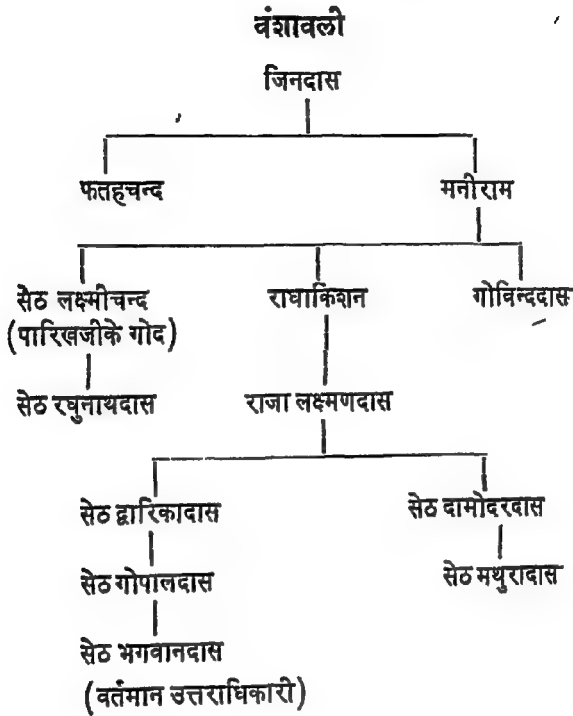 वंशावली
जिनदास
फतहचन्द मनीराम
सेठ लक्ष्मीचन्द राधाकिशन गोविन्ददास
(पारिखजीके गोद)
सेठ रघुनाथदास राजा लक्ष्मणदास
सेठ द्वारिकादास सेठ दामोदरदास
सेठ गोपालदास सेठ मथुरादास
सेठ भगवानदास
(वर्तमान उत्तराधिकारी)